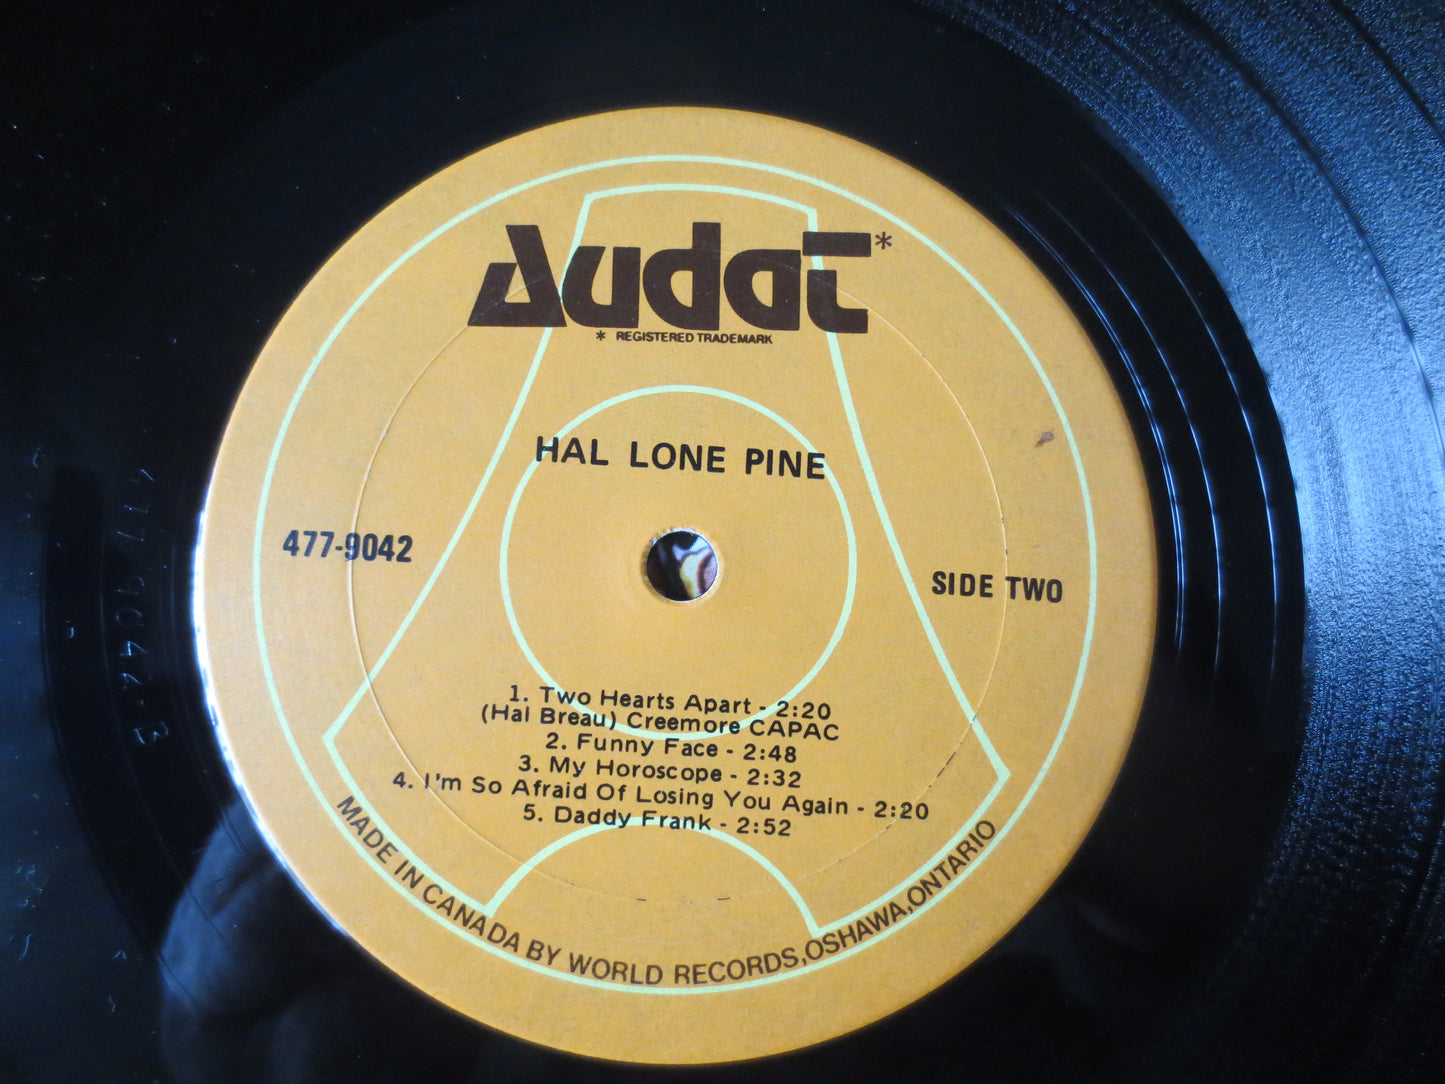 Audat*
* REGISTERED TRADEMARK
HAL LONE PINE
477-9042
SIDE TWO
1. Two Hearts Apart - 2:20
(Hal Breau) Creemore CAPAC
2. Funny Face - 2:48
3. My Horoscope - 2:32
4. I'm So Afraid Of Losing You Again - 2:20
5. Daddy Frank - 2:52
MADE IN CANADA BY WORLD RECORDS,OSHAWA,ONTARIO